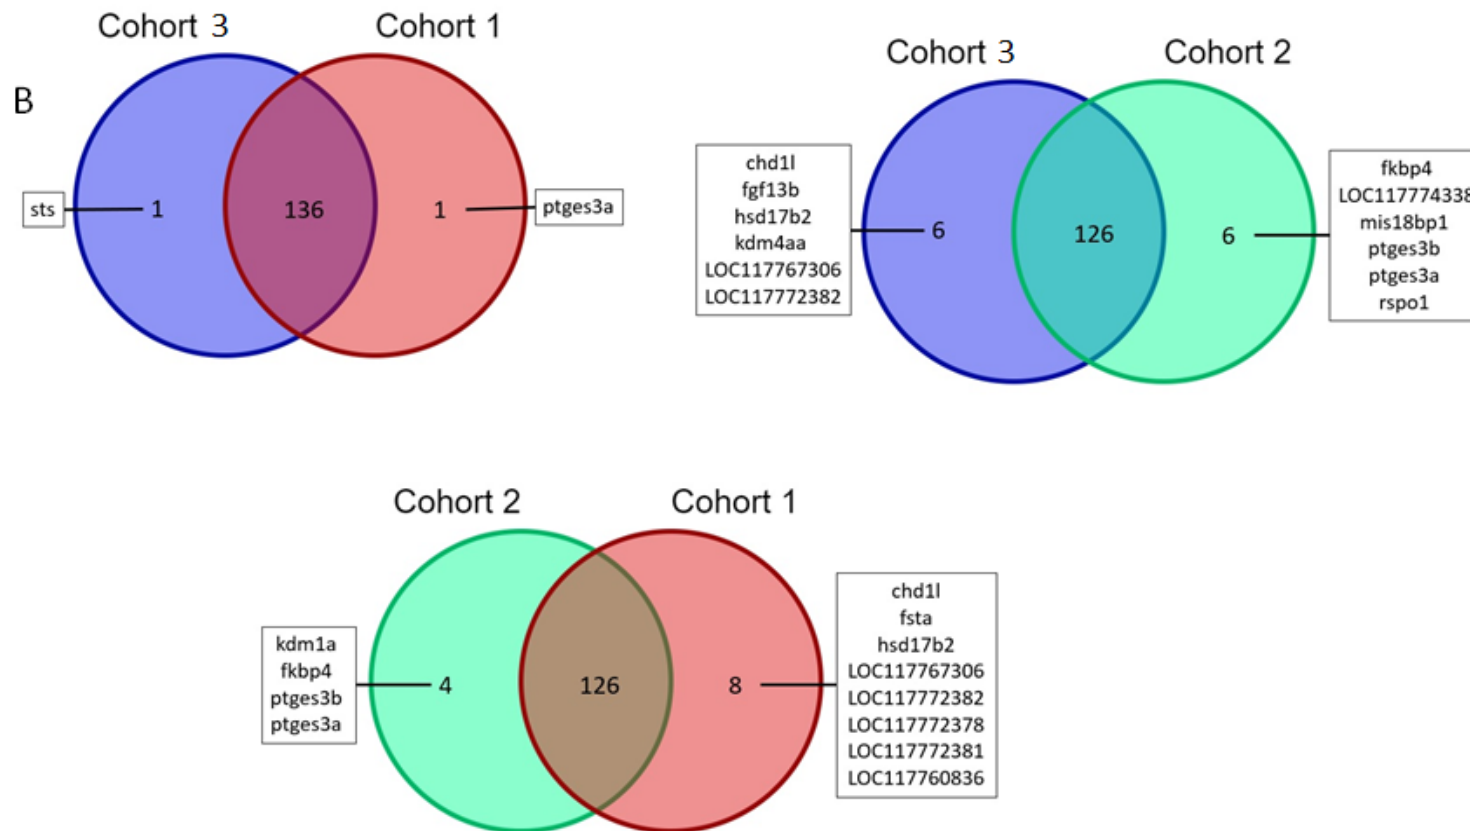 Cohort 3
Cohort 1
B
sts
1
136
1
ptges3a
Cohort 3
Cohort 2
chd1l
fgf13b
hsd17b2
kdm4aa
LOC117767306
LOC117772382
6
126
6
fkbp4
LOC117774338
mis18bp1
ptges3b
ptges3a
rspo1
Cohort 2
Cohort 1
kdm1a
fkbp4
ptges3b
ptges3a
4
126
8
chd1l
fsta
hsd17b2
LOC117767306
LOC117772382
LOC117772378
LOC117772381
LOC117760836